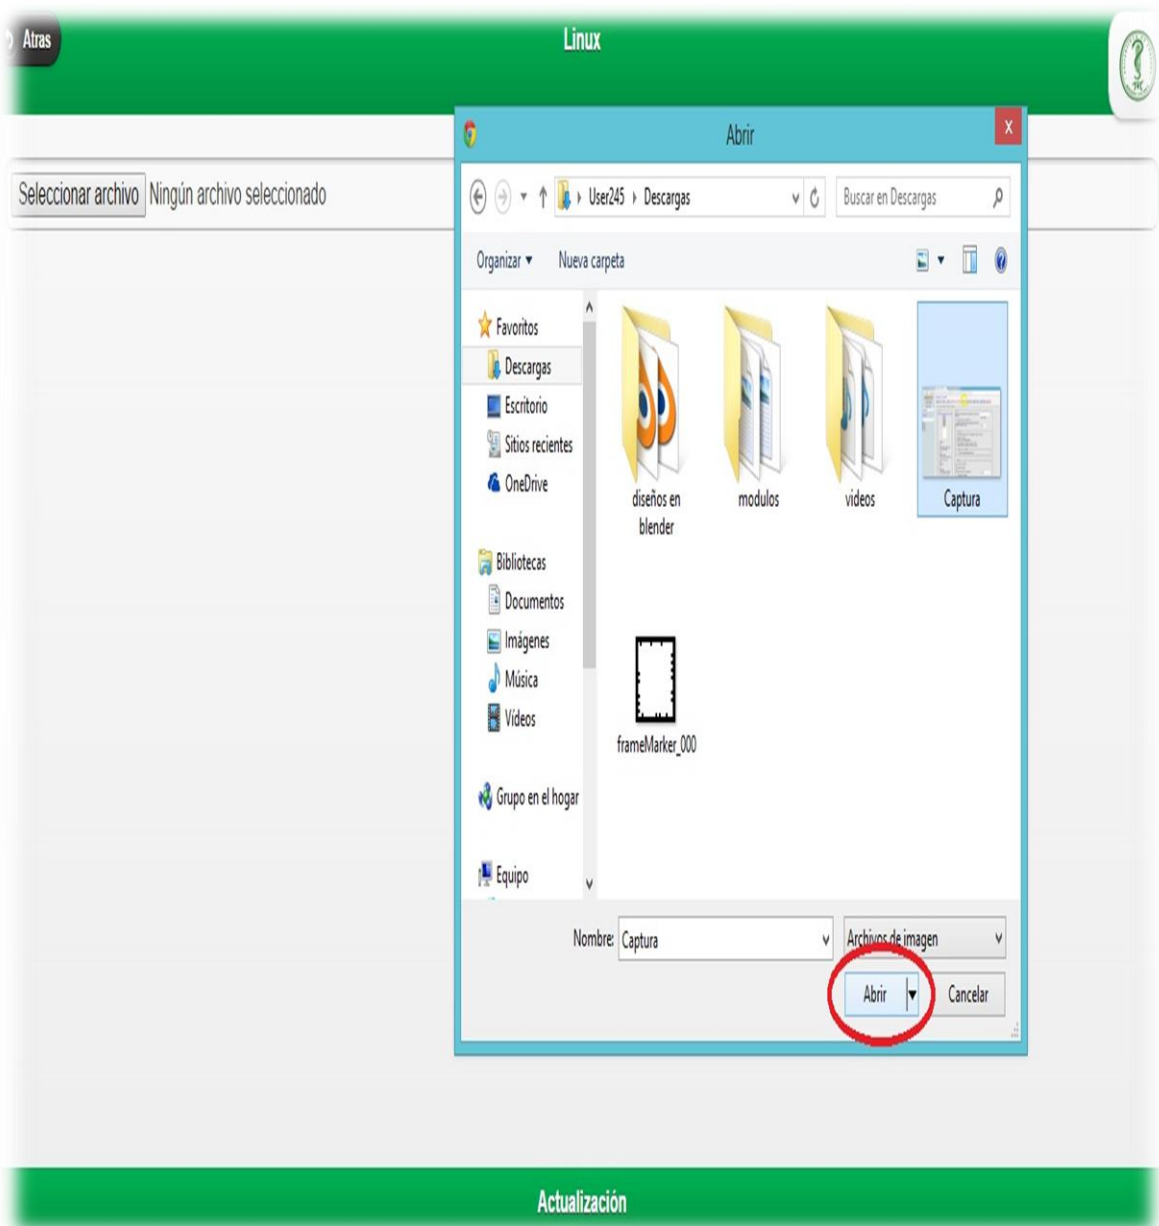 Atras
Linux
Abrir
Seleccionar archivo Ningún archivo seleccionado
User245 Descargas
Buscar en Descargas
Organizar Nueva carpeta
Favoritos
Descargas
Escritorio
Sitios recientes
OneDrive
Bibliotecas
Documentos
Imágenes
Música
Vídeos
Grupo en el hogar
Equipo
diseños en
blender
modulos
videos
Captura
frameMarker_000
Nombre: Captura
Archivos de imagen
Abrir
Cancelar
Actualización